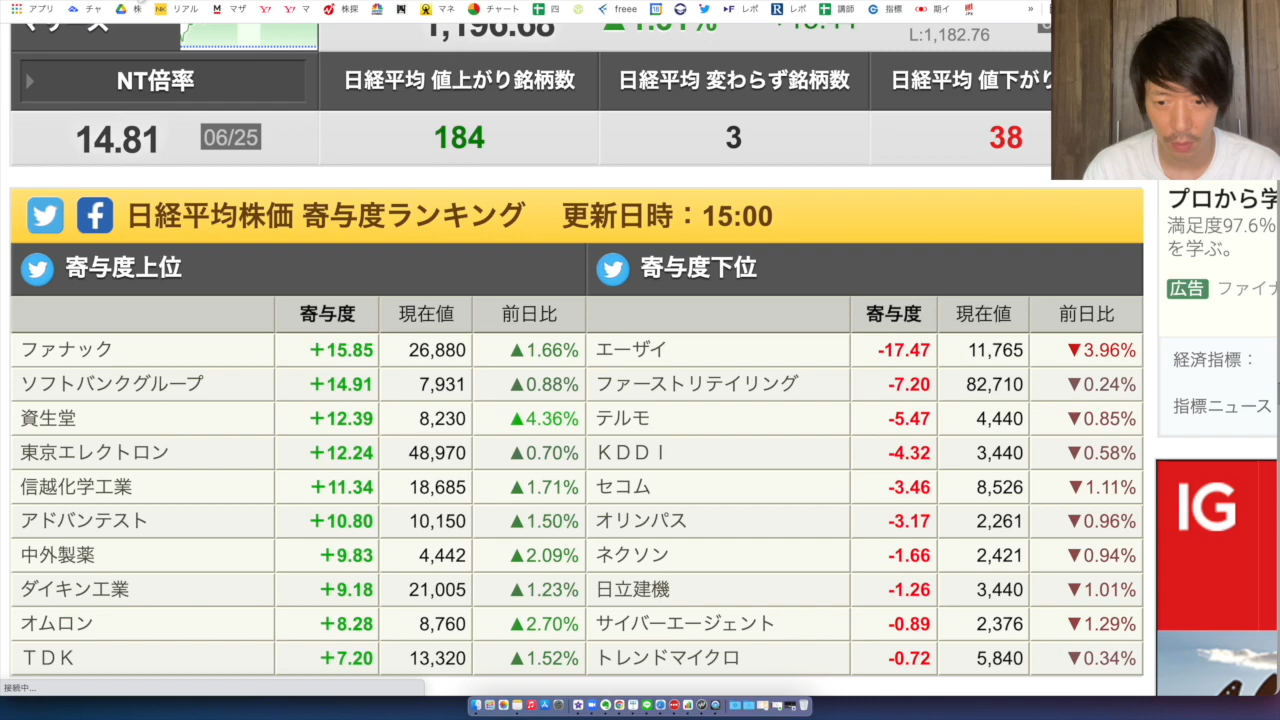 アプリ チャ 株 リアル マザ マ 株探 マネ チャート 四 freee レポ レポ 講師 指標 期イ »
マザーズ 1,196.68
L:1,182.76
NT倍率 日経平均 値上がり銘柄数 日経平均 変わらず銘柄数 日経平均 値下がり
14.81 06/25 184 3 38
日経平均株価 寄与度ランキング 更新日時：15:00
寄与度上位 寄与度下位
寄与度 現在値 前日比 寄与度 現在値 前日比
ファナック +15.85 26,880 ▲1.66% エーザイ -17.47 11,765 ▼3.96%
ソフトバンクグループ +14.91 7,931 ▲0.88% ファーストリテイリング -7.20 82,710 ▼0.24%
資生堂 +12.39 8,230 ▲4.36% テルモ -5.47 4,440 ▼0.85%
東京エレクトロン +12.24 48,970 ▲0.70% ＫＤＤＩ -4.32 3,440 ▼0.58%
信越化学工業 +11.34 18,685 ▲1.71% セコム -3.46 8,526 ▼1.11%
アドバンテスト +10.80 10,150 ▲1.50% オリンパス -3.17 2,261 ▼0.96%
中外製薬 +9.83 4,442 ▲2.09% ネクソン -1.66 2,421 ▼0.94%
ダイキン工業 +9.18 21,005 ▲1.23% 日立建機 -1.26 3,440 ▼1.01%
オムロン +8.28 8,760 ▲2.70% サイバーエージェント -0.89 2,376 ▼1.29%
ＴＤＫ +7.20 13,320 ▲1.52% トレンドマイクロ -0.72 5,840 ▼0.34%
プロから学
満足度97.6%
を学ぶ。
広告 ファイナ
経済指標：
指標ニュース
IG
接続中...